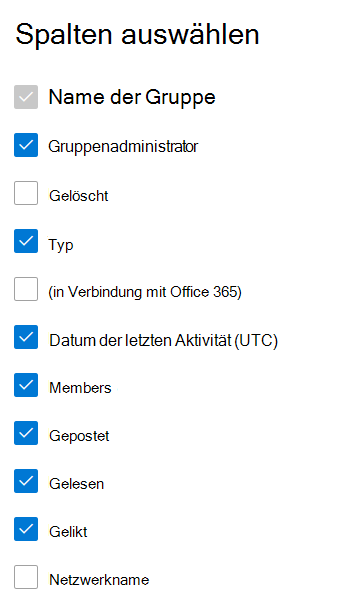 Spalten auswählen
Name der Gruppe
Gruppenadministrator
Gelöscht
Typ
(in Verbindung mit Office 365)
Datum der letzten Aktivität (UTC)
Members
Gepostet
Gelesen
Gelikt
Netzwerkname